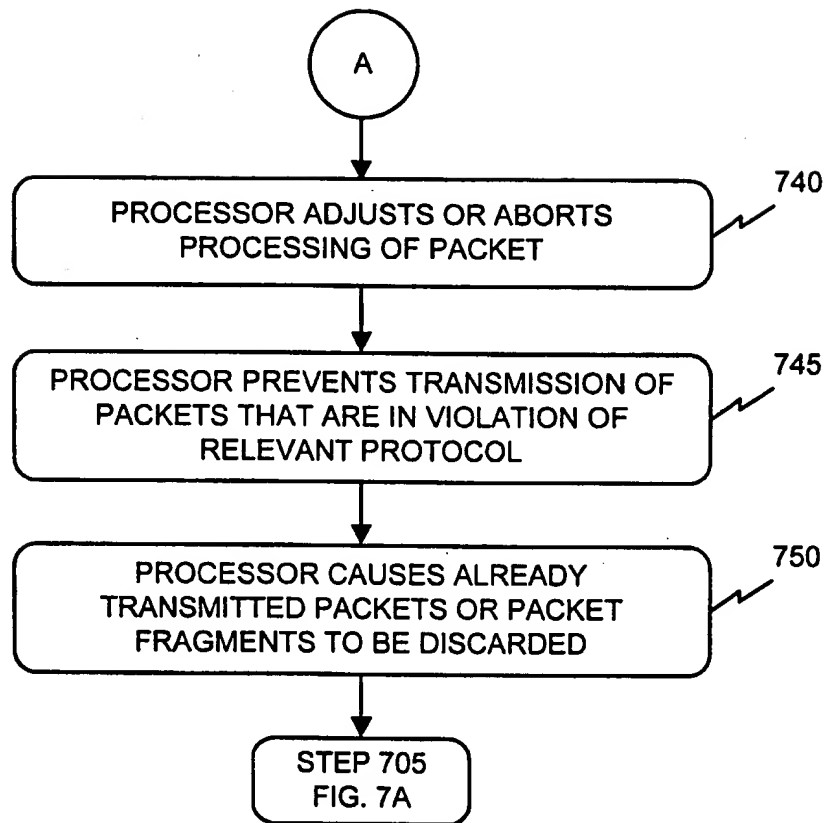 A
740
PROCESSOR ADJUSTS OR ABORTS
PROCESSING OF PACKET
745
PROCESSOR PREVENTS TRANSMISSION OF
PACKETS THAT ARE IN VIOLATION OF
RELEVANT PROTOCOL
750
PROCESSOR CAUSES ALREADY
TRANSMITTED PACKETS OR PACKET
FRAGMENTS TO BE DISCARDED
STEP 705
FIG. 7A